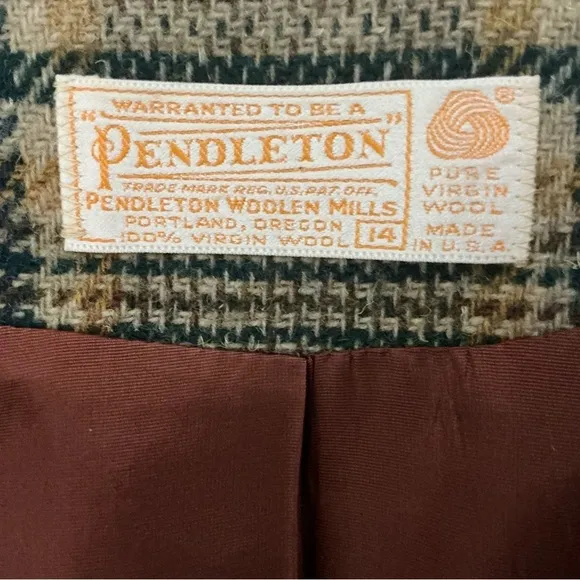 WARRANTED TO BE A
"PENDLETON"
TRADE MARK REG. U.S. PAT. OFF.
PENDLETON WOOLEN MILLS
PORTLAND, OREGON
100% VIRGIN WOOL
14
®
PURE
VIRGIN
WOOL
MADE
IN U.S.A.